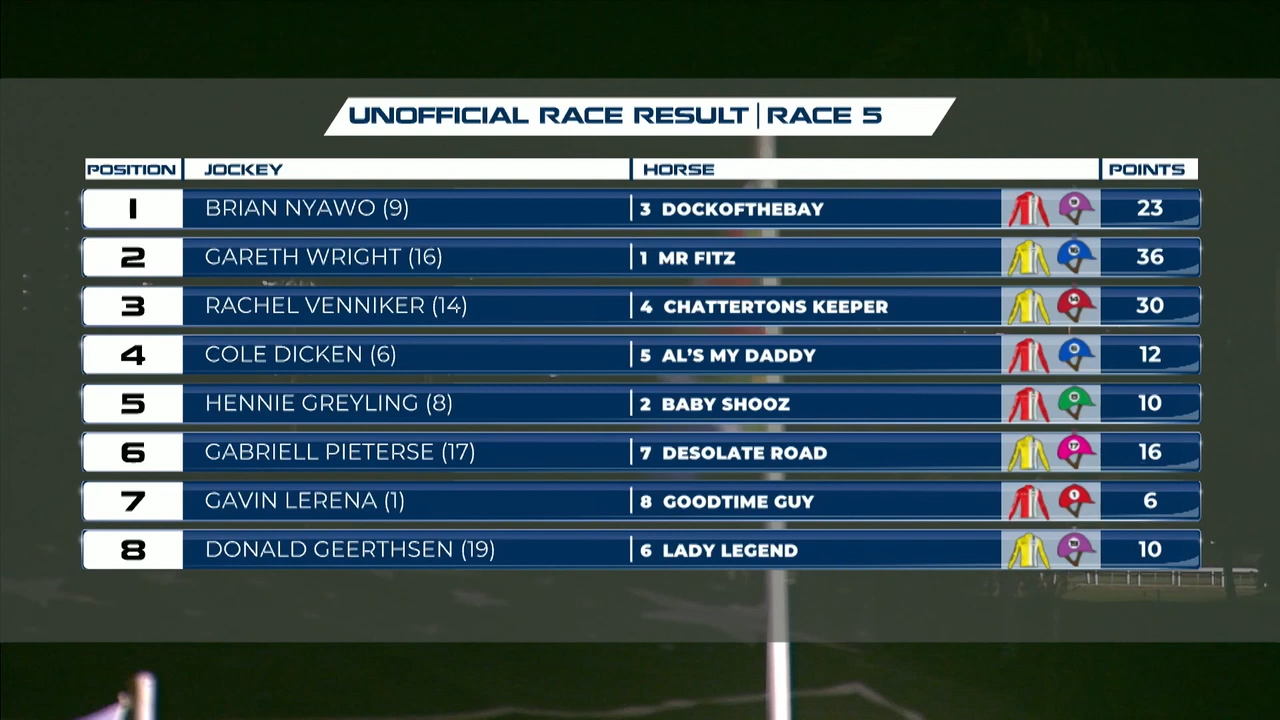 UNOFFICIAL RACE RESULT | RACE 5
POSITION JOCKEY HORSE POINTS
1 BRIAN NYAWO (9) 3 DOCKOFTHEBAY 23
2 GARETH WRIGHT (16) 1 MR FITZ 36
3 RACHEL VENNIKER (14) 4 CHATTERTONS KEEPER 30
4 COLE DICKEN (6) 5 AL'S MY DADDY 12
5 HENNIE GREYLING (8) 2 BABY SHOOZ 10
6 GABRIELL PIETERSE (17) 7 DESOLATE ROAD 16
7 GAVIN LERENA (1) 8 GOODTIME GUY 6
8 DONALD GEERTHSEN (19) 6 LADY LEGEND 10